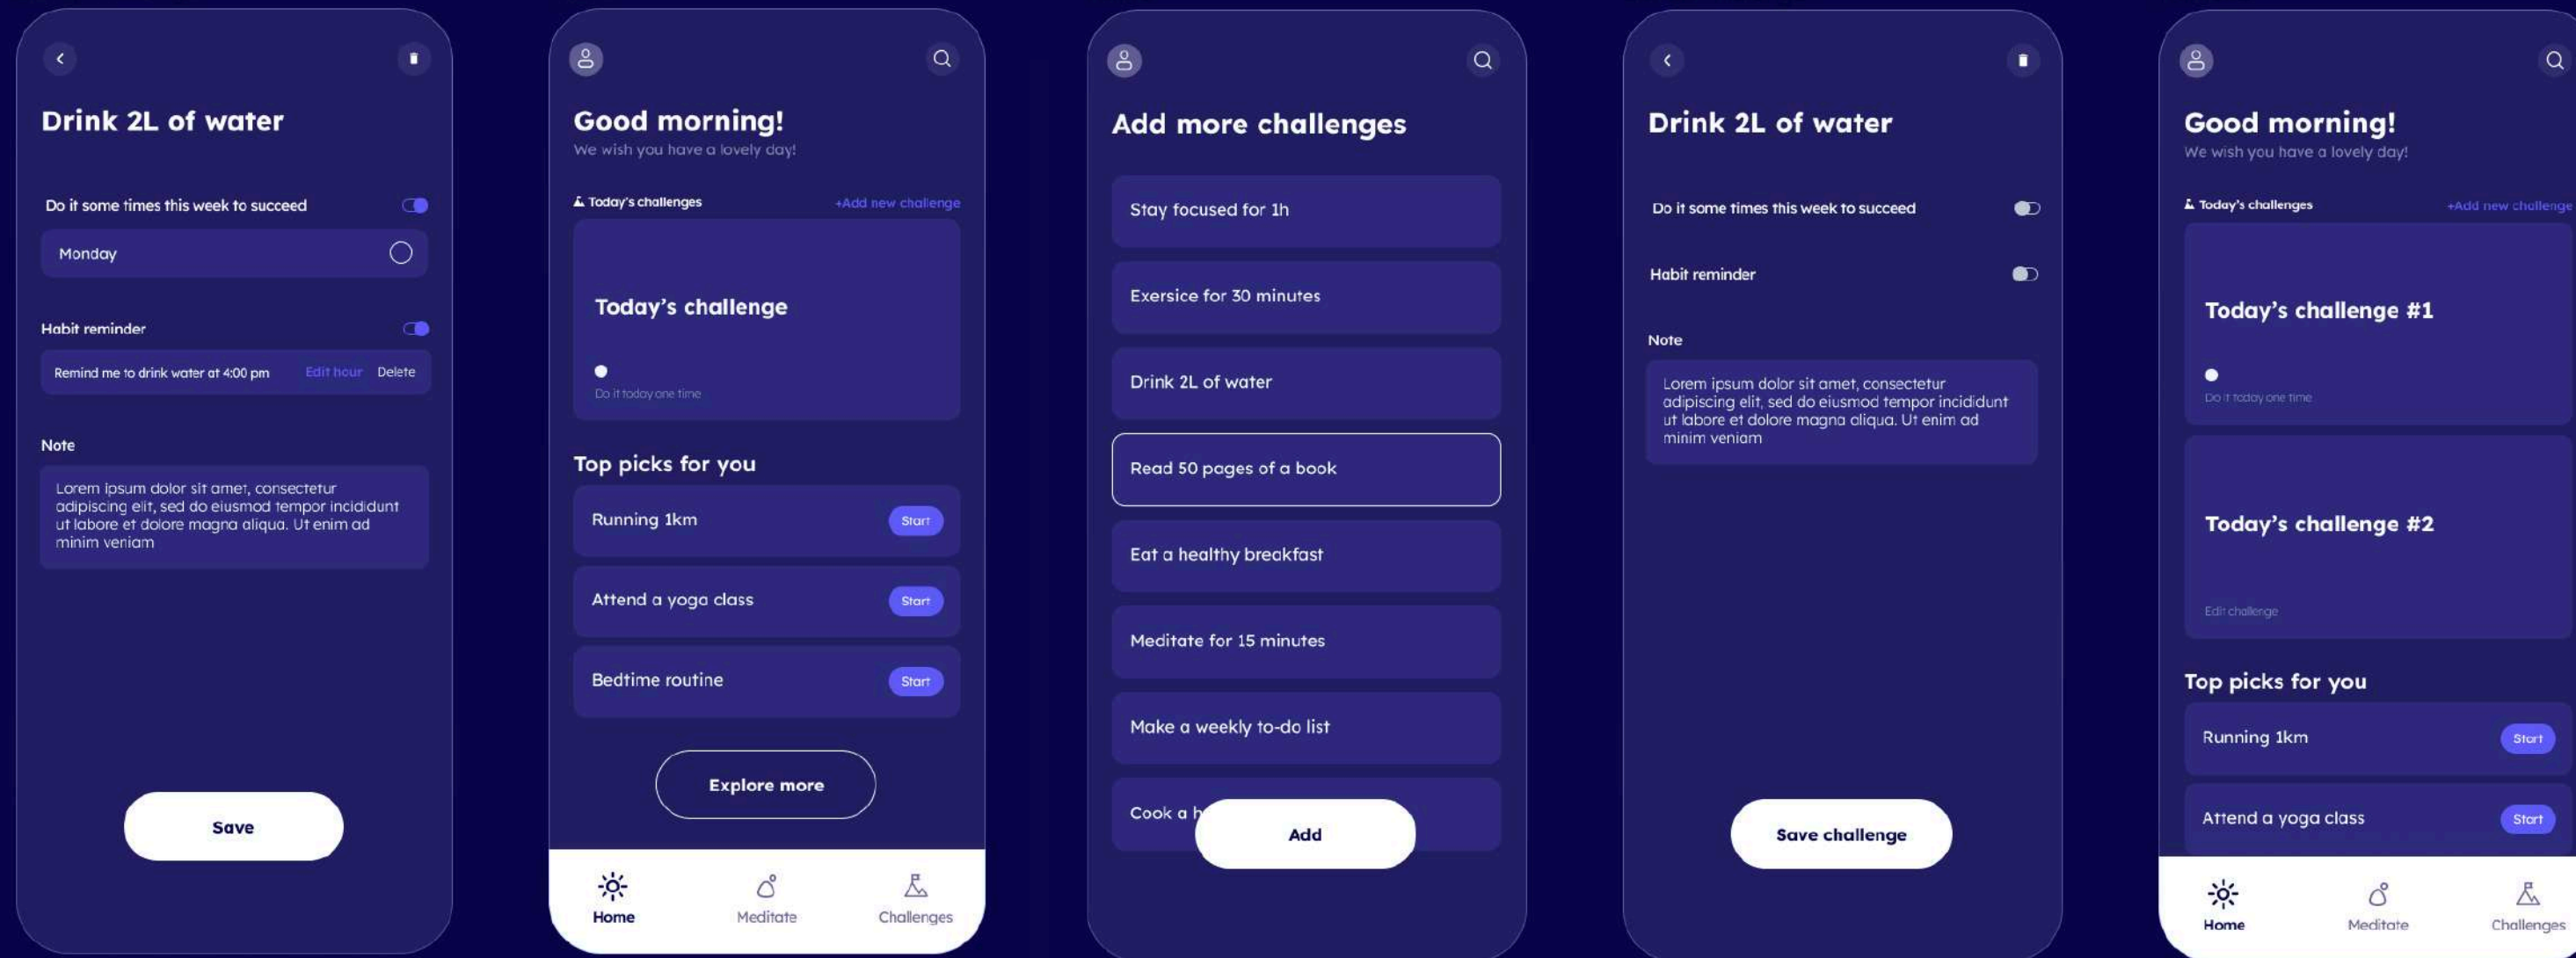 Drink 2L of water
Do it some times this week to succeed
Monday
Habit reminder
Remind me to drink water at 4:00 pm Edit hour Delete
Note
Lorem ipsum dolor sit amet, consectetur
adipiscing elit, sed do eiusmod tempor incididunt
ut labore et dolore magna aliqua. Ut enim ad
minim veniam
Save
Good morning!
We wish you have a lovely day!
Today's challenges +Add new challenge
Today's challenge
Do it today one time
Top picks for you
Running 1km Start
Attend a yoga class Start
Bedtime routine Start
Explore more
Home Meditate Challenges
Add more challenges
Stay focused for 1h
Exersice for 30 minutes
Drink 2L of water
Read 50 pages of a book
Eat a healthy breakfast
Meditate for 15 minutes
Make a weekly to-do list
Cook a
Add
Drink 2L of water
Do it some times this week to succeed
Habit reminder
Note
Lorem ipsum dolor sit amet, consectetur
adipiscing elit, sed do eiusmod tempor incididunt
ut labore et dolore magna aliqua. Ut enim ad
minim veniam
Save challenge
Good morning!
We wish you have a lovely day!
Today's challenges +Add new challenge
Today's challenge #1
Do it today one time
Today's challenge #2
Edit challenge
Top picks for you
Running 1km Start
Attend a yoga class Start
Home Meditate Challenges